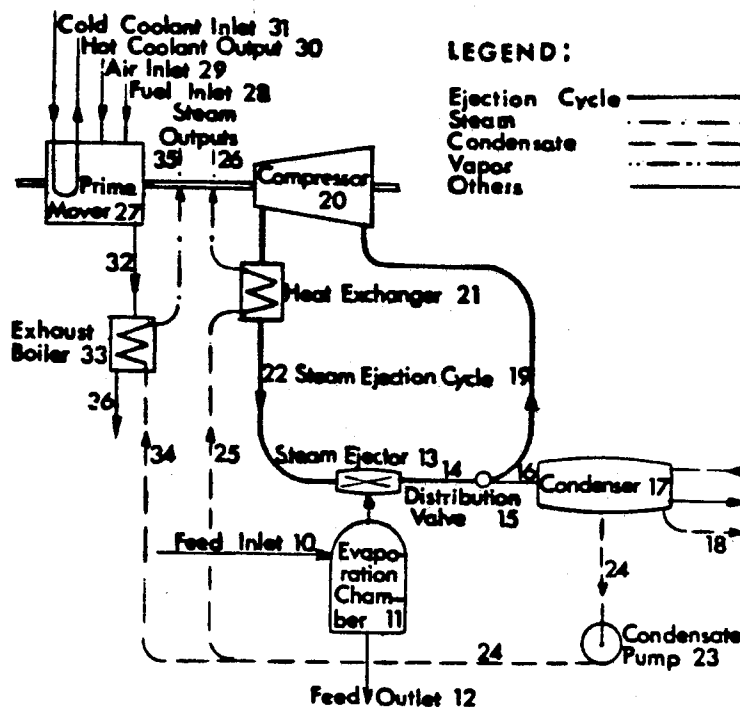 Cold Coolant Inlet 31
Hot Coolant Output 30
Air Inlet 29
Fuel Inlet 28
Steam
Outputs
35 26
LEGEND:
Ejection Cycle
Steam
Condensate
Vapor
Others
Prime
Mover 27
Compressor
20
32
Heat Exchanger 21
Exhaust
Boiler 33
36
22 Steam Ejection Cycle 19
34
25
Steam Ejector 13
14
16
Distribution
Valve 15
Condenser 17
18
Feed Inlet 10
Evapo-
ration
Cham-
ber 11
24
Condensate
Pump 23
24
Feed Outlet 12